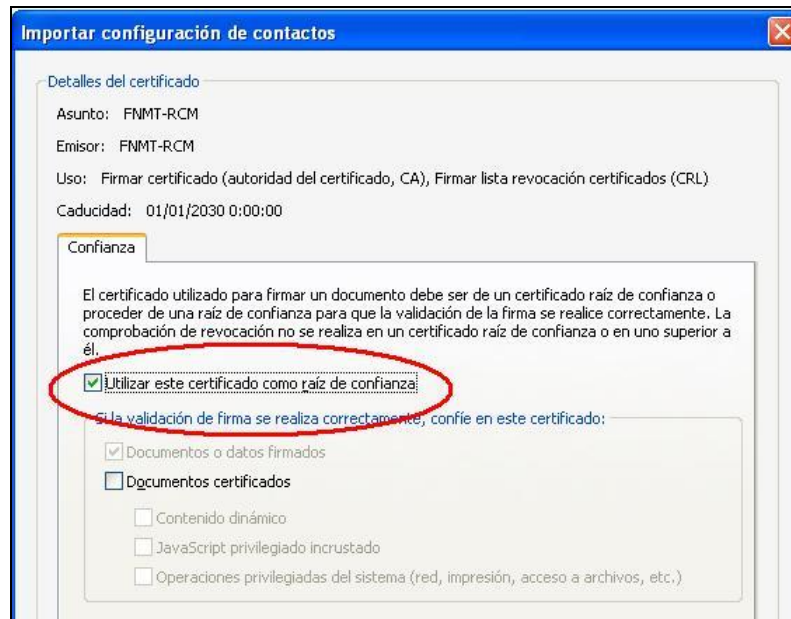 Importar configuración de contactos
Detalles del certificado
Asunto: FNMT-RCM
Emisor: FNMT-RCM
Uso: Firmar certificado (autoridad del certificado, CA), Firmar lista revocación certificados (CRL)
Caducidad: 01/01/2030 0:00:00
Confianza
El certificado utilizado para firmar un documento debe ser de un certificado raíz de confianza o
proceder de una raíz de confianza para que la validación de la firma se realice correctamente. La
comprobación de revocación no se realiza en un certificado raíz de confianza o en uno superior a
él.
Utilizar este certificado como raíz de confianza
Si la validación de firma se realiza correctamente, confíe en este certificado:
Documentos o datos firmados
Documentos certificados
Contenido dinámico
JavaScript privilegiado incrustado
Operaciones privilegiadas del sistema (red, impresión, acceso a archivos, etc.)